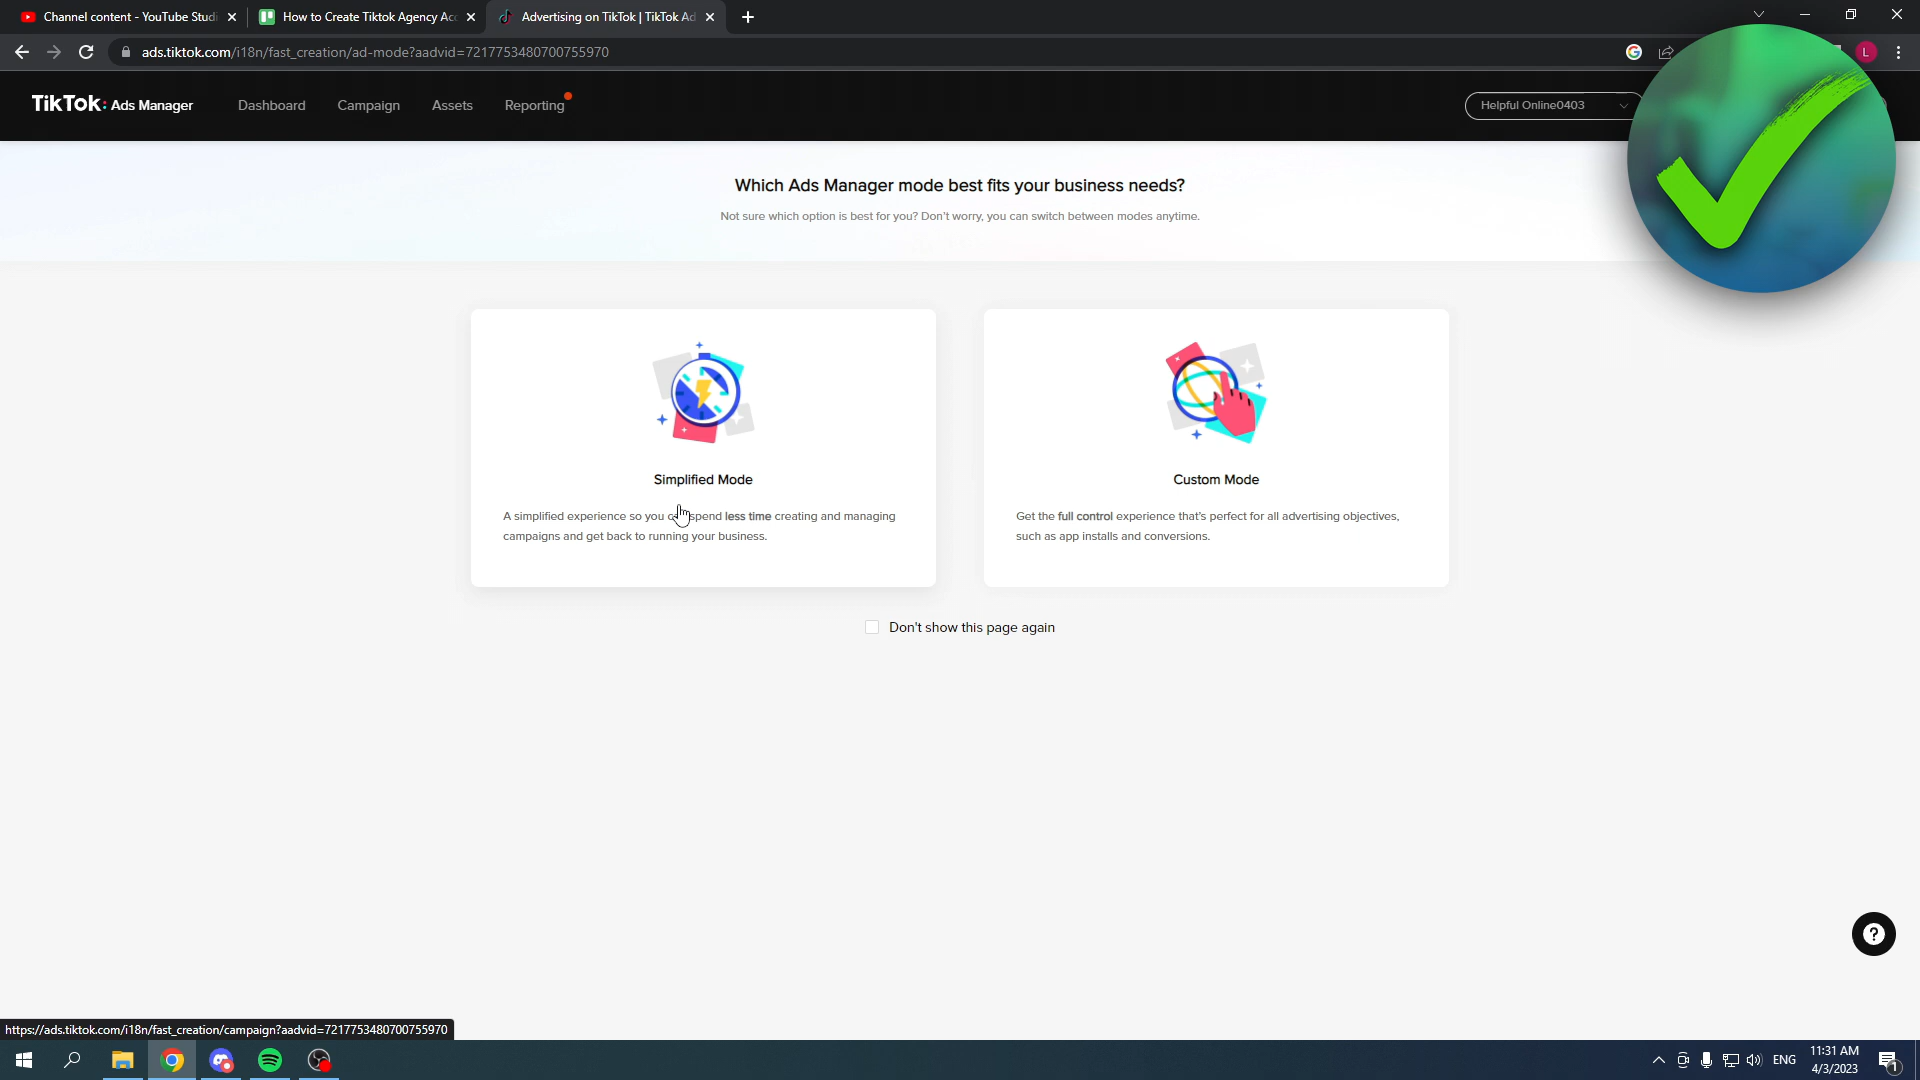 Channel content - YouTube Studi
How to Create Tiktok Agency Acc
Advertising on TikTok | TikTok Ad
ads.tiktok.com/i18n/fast_creation/ad-mode?aadvid=7217753480700755970
L
TikTok: Ads Manager
Dashboard
Campaign
Assets
Reporting
Helpful Online0403
Which Ads Manager mode best fits your business needs?
Not sure which option is best for you? Don't worry, you can switch between modes anytime.
Simplified Mode
A simplified experience so you can spend less time creating and managing
campaigns and get back to running your business.
Custom Mode
Get the full control experience that's perfect for all advertising objectives,
such as app installs and conversions.
Don't show this page again
?
https://ads.tiktok.com/i18n/fast_creation/campaign?aadvid=7217753480700755970
ENG
11:31 AM
4/3/2023
1